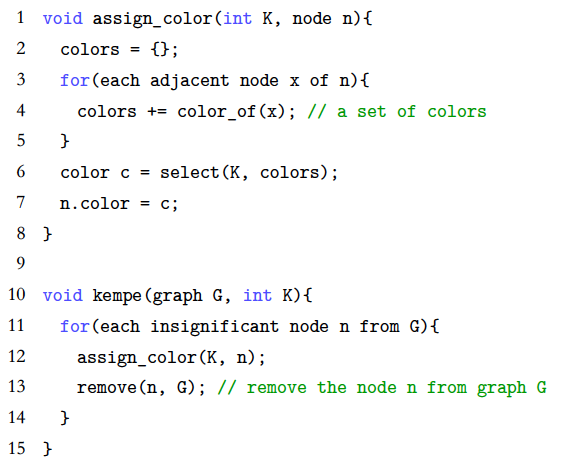 1 void assign_color(int K, node n){
2   colors = {};
3   for(each adjacent node x of n){
4     colors += color_of(x); // a set of colors
5   }
6   color c = select(K, colors);
7   n.color = c;
8 }
9
10 void kempe(graph G, int K){
11   for(each insignificant node n from G){
12     assign_color(K, n);
13     remove(n, G); // remove the node n from graph G
14   }
15 }